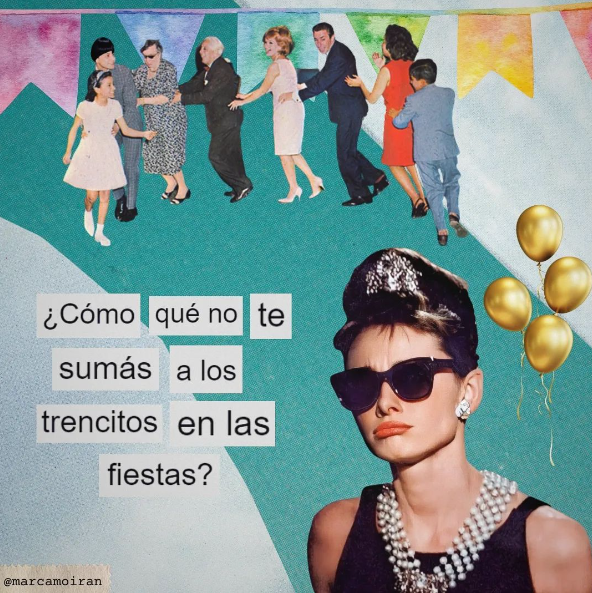 ¿Cómo qué no te
sumás a los
trencitos en las
fiestas?
@marcamoiran